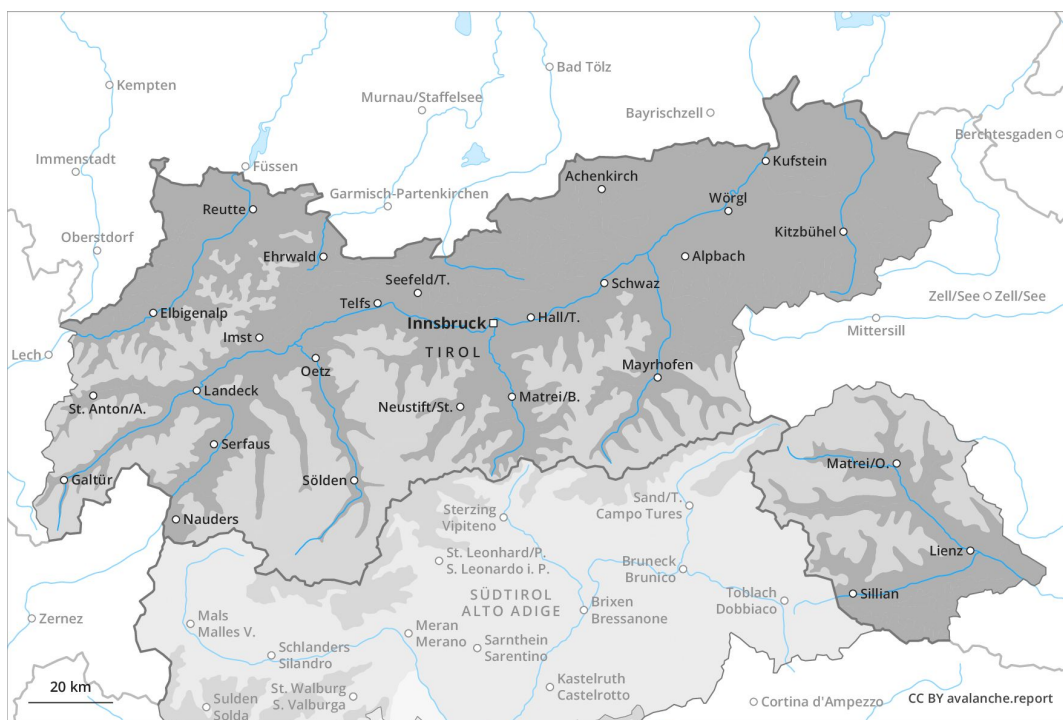 Kempten
Bad Tölz
Murnau/Staffelsee
Bayrischzell
Berchtesgaden
Immenstadt
Füssen
Kufstein
Achenkirch
Garmisch-Partenkirchen
Reutte
Wörgl
Oberstdorf
Kitzbühel
Ehrwald
Alpbach
Seefeld/T.
Schwaz
Telfs
Zell/See
Zell/See
Elbigenalp
Innsbruck
Hall/T.
Mittersill
Imst
TIROL
Lech
Oetz
Mayrhofen
Landeck
St. Anton/A.
Neustift/St.
Matrei/B.
Serfaus
Matrei/O.
Galtür
Sölden
Sand/T.
Campo Tures
Sterzing
Vipiteno
Nauders
Lienz
St. Leonhard/P.
S. Leonardo i. P.
Bruneck
Brunico
SÜDTIROL
ALTO ADIGE
Sillian
Toblach
Dobbiaco
Brixen
Bressanone
Zernez
Mals
Malles V.
Meran
Merano
Sarnthein
Sarentino
Schlanders
Silandro
Kastelruth
Castelrotto
20 km
St. Walburg
S. Valburga
Sulden
Solda
Cortina d'Ampezzo
CC BY avalanche.report